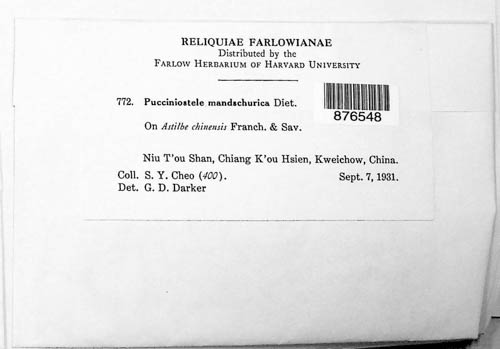 RELIQUIAE FARLOWIANAE
Distributed by the
FARLOW HERBARIUM OF HARVARD UNIVERSITY
772. Pucciniostele mandschurica Diet.
876548
On Astilbe chinensis Franch. & Sav.
Niu T'ou Shan, Chiang K'ou Hsien, Kweichow, China.
Coll. S. Y. Cheo (400). Sept. 7, 1931.
Det. G. D. Darker